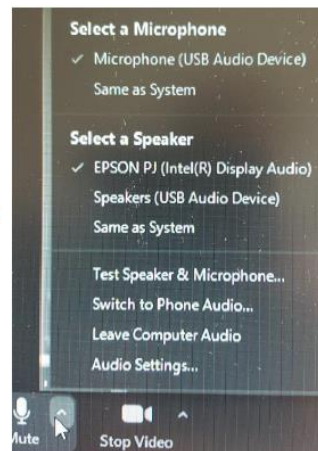 Select a Microphone
✓ Microphone (USB Audio Device)
Same as System
Select a Speaker
✓ EPSON PJ (Intel(R) Display Audio)
Speakers (USB Audio Device)
Same as System
Test Speaker & Microphone...
Switch to Phone Audio...
Leave Computer Audio
Audio Settings...
Mute
Stop Video